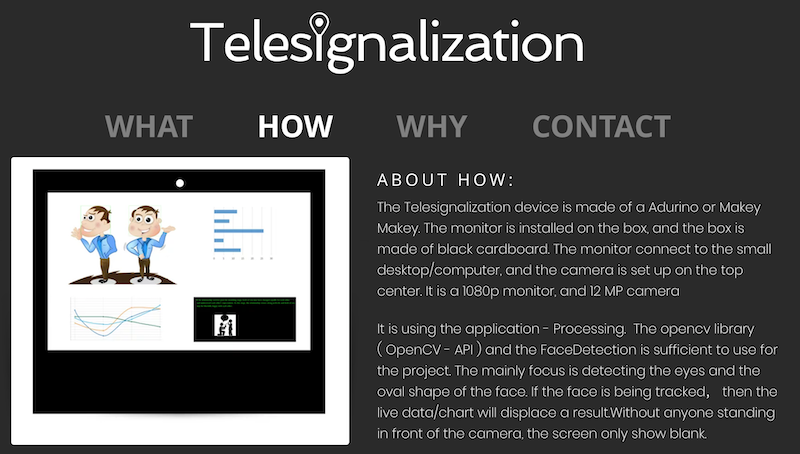 Telesignalization
WHAT HOW WHY CONTACT
ABOUT HOW:
The Telesignalization device is made of a Adurino or Makey
Makey. The monitor is installed on the box, and the box is
made of black cardboard. The monitor connect to the small
desktop/computer, and the camera is set up on the top
center. It is a 1080p monitor, and 12 MP camera
It is using the application - Processing.  The opencv library
( OpenCV - API ) and the FaceDetection is sufficient to use for
the project. The mainly focus is detecting the eyes and the
oval shape of the face. If the face is being tracked，  then the
live data/chart will displace a result.Without anyone standing
in front of the camera, the screen only show blank.